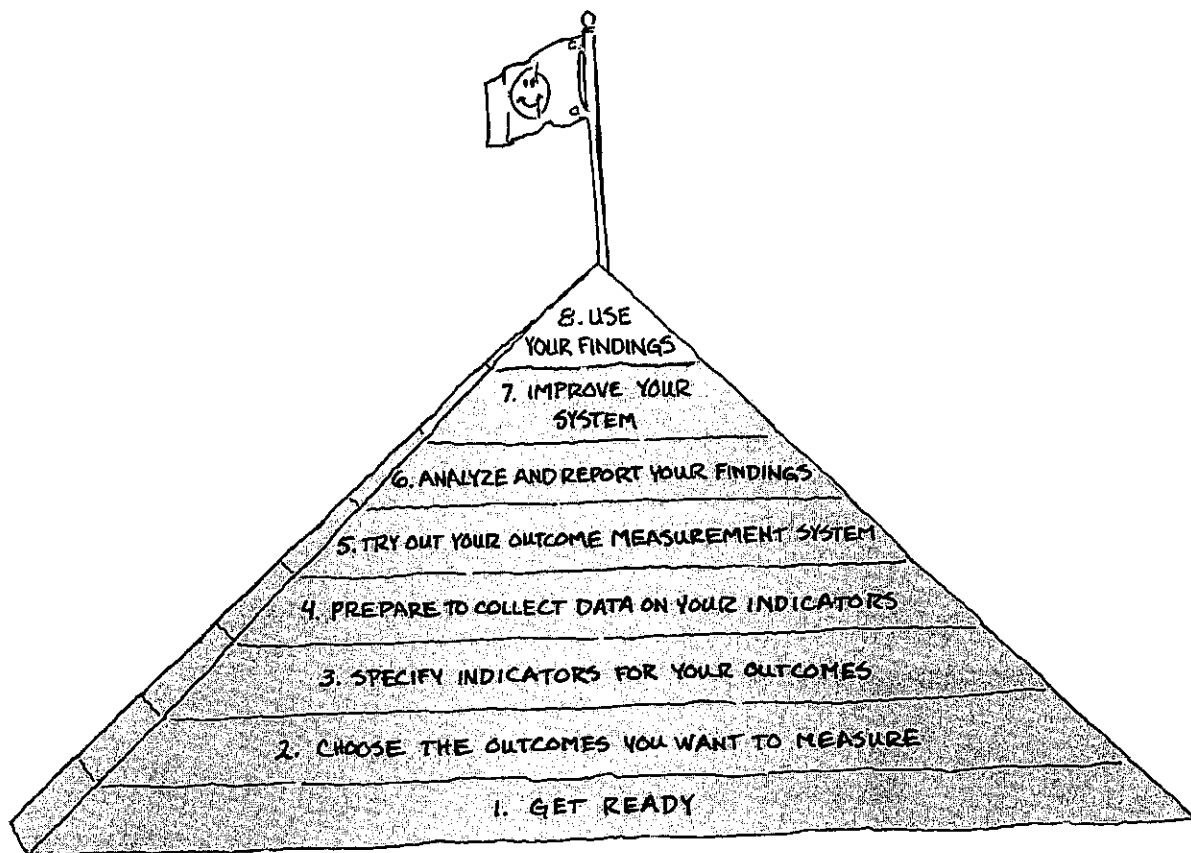 8. USE
YOUR FINDINGS
7. IMPROVE YOUR
SYSTEM
6. ANALYZE AND REPORT YOUR FINDINGS
5. TRY OUT YOUR OUTCOME MEASUREMENT SYSTEM
4. PREPARE TO COLLECT DATA ON YOUR INDICATORS
3. SPECIFY INDICATORS FOR YOUR OUTCOMES
2. CHOOSE THE OUTCOMES YOU WANT TO MEASURE
1. GET READY